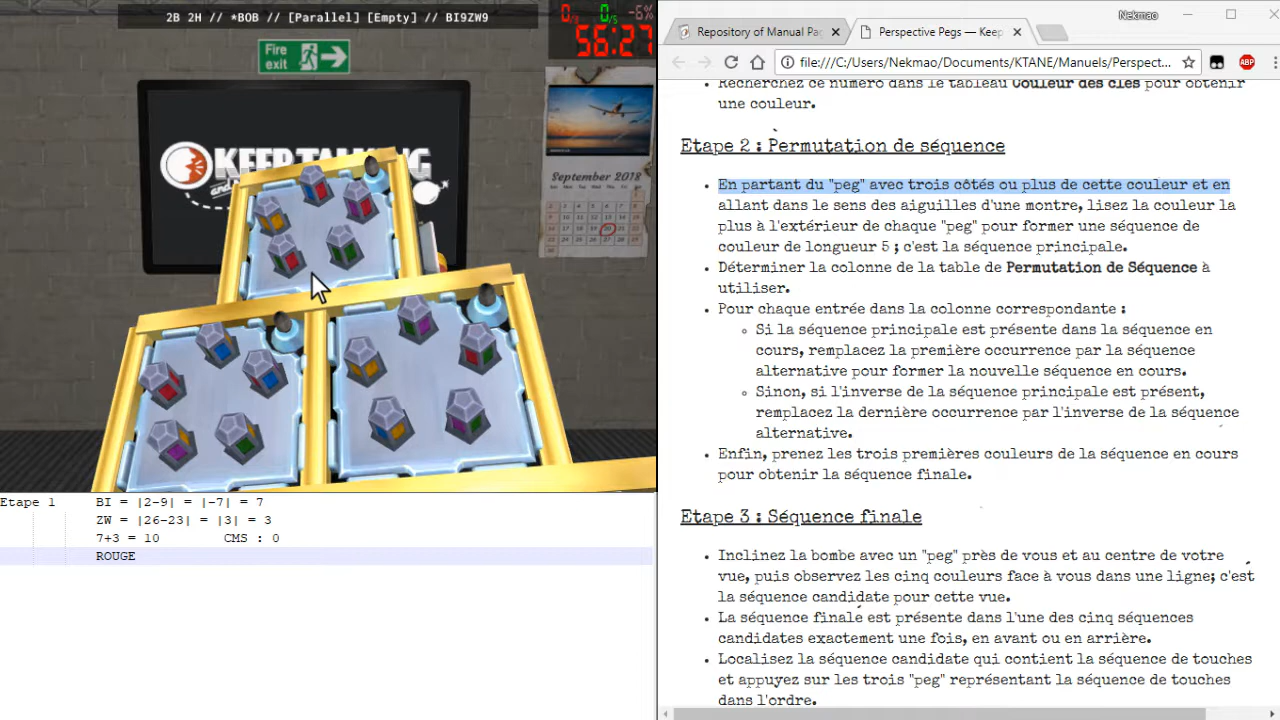 2B 2H // *BOB // [Parallel] [Empty] // BI9ZW9
0/3 0/5 -6%
56:27
Fire
exit
KEEP TALKING
September 2018
Etape 1 BI = |2-9| = |-7| = 7
ZW = |26-23| = |3| = 3
7+3 = 10 CMS : 0
ROUGE
Repository of Manual Pag
Perspective Pegs — Keep
Nekmao
file:///C:/Users/Nekmao/Documents/KTANE/Manuels/Perspect...
ABP
Recherchez ce numéro dans le tableau Couleur des clés pour obtenir
une couleur.
Etape 2 : Permutation de séquence
En partant du "peg" avec trois côtés ou plus de cette couleur et en
allant dans le sens des aiguilles d'une montre, lisez la couleur la
plus à l'extérieur de chaque "peg" pour former une séquence de
couleur de longueur 5 ; c'est la séquence principale.
Déterminer la colonne de la table de Permutation de Séquence à
utiliser.
Pour chaque entrée dans la colonne correspondante :
Si la séquence principale est présente dans la séquence en
cours, remplacez la première occurrence par la séquence
alternative pour former la nouvelle séquence en cours.
Sinon, si l'inverse de la séquence principale est présent,
remplacez la dernière occurrence par l'inverse de la séquence
alternative.
Enfin, prenez les trois premières couleurs de la séquence en cours
pour obtenir la séquence finale.
Etape 3 : Séquence finale
Inclinez la bombe avec un "peg" près de vous et au centre de votre
vue, puis observez les cinq couleurs face à vous dans une ligne; c'est
la séquence candidate pour cette vue.
La séquence finale est présente dans l'une des cinq séquences
candidates exactement une fois, en avant ou en arrière.
Localisez la séquence candidate qui contient la séquence de touches
et appuyez sur les trois "peg" représentant la séquence de touches
dans l'ordre.